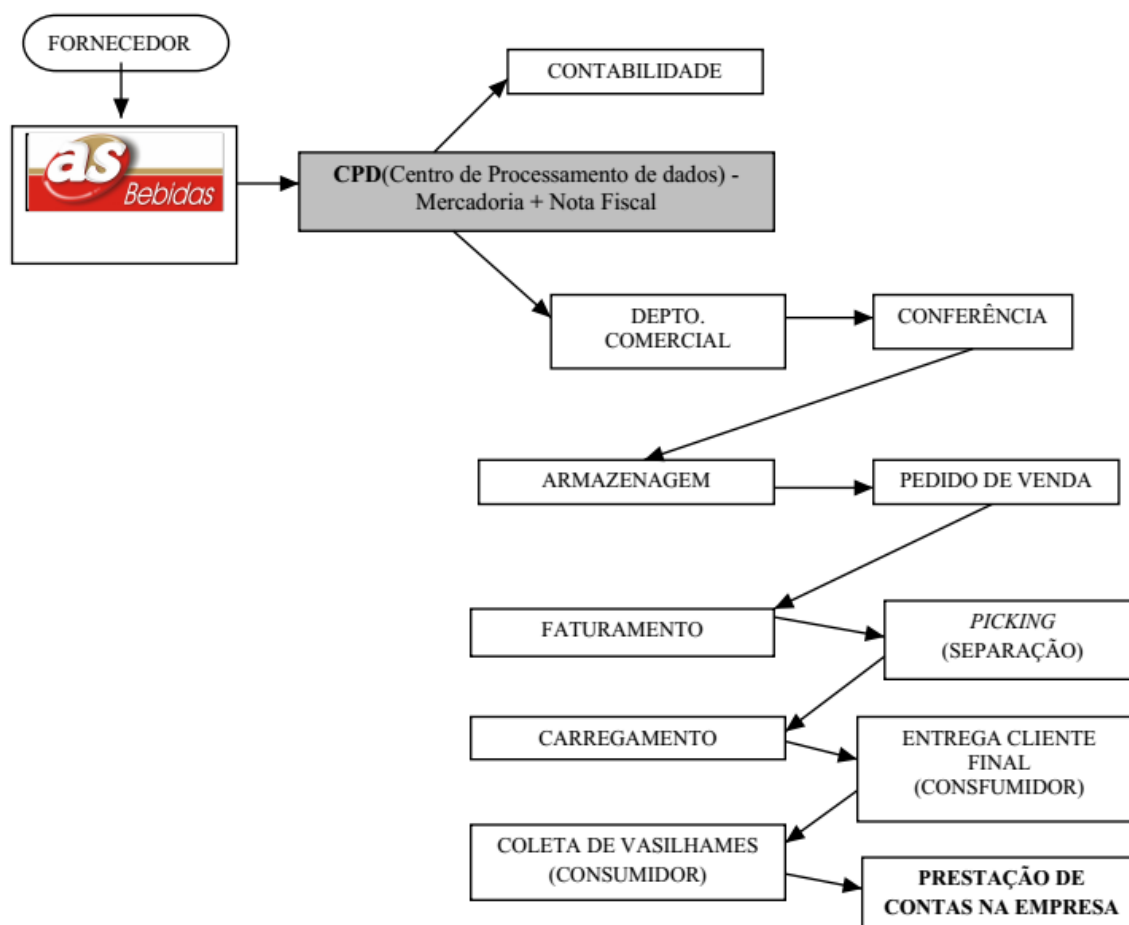 FORNECEDOR
CONTABILIDADE
as
Bebidas
CPD(Centro de Processamento de dados) -
Mercadoria + Nota Fiscal
DEPTO.
COMERCIAL
CONFERÊNCIA
ARMAZENAGEM
PEDIDO DE VENDA
FATURAMENTO
PICKING
(SEPARAÇÃO)
CARREGAMENTO
ENTREGA CLIENTE
FINAL
(CONSFUMIDOR)
COLETA DE VASILHAMES
(CONSUMIDOR)
PRESTAÇÃO DE
CONTAS NA EMPRESA